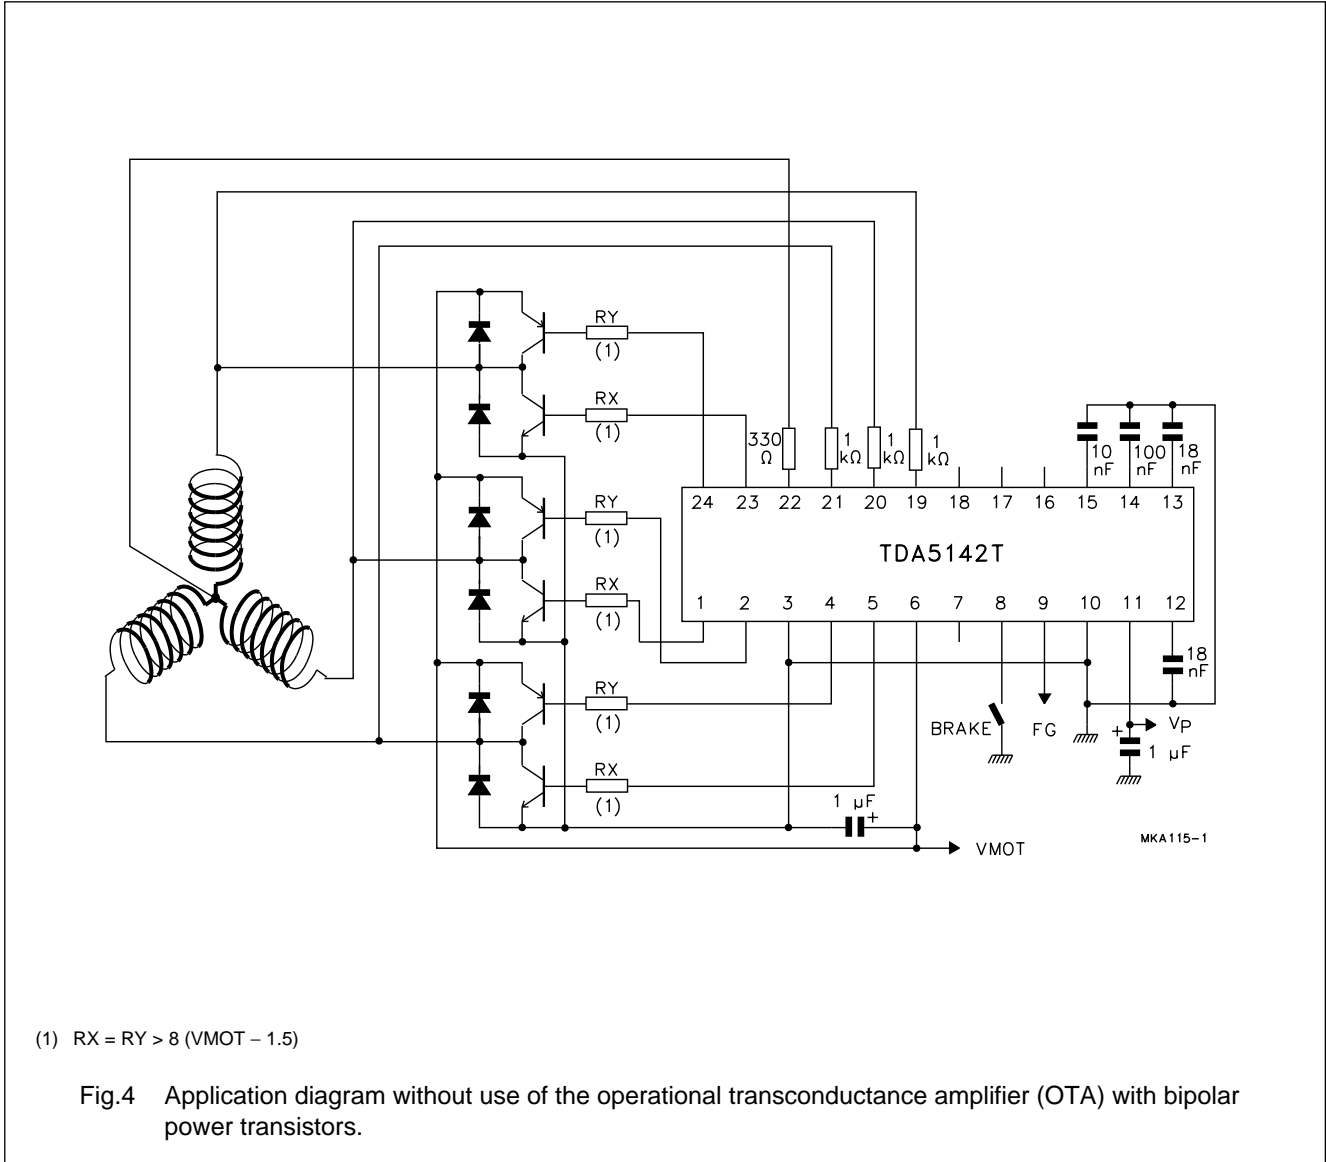 RY
(1)
RX
(1)
330
Ω
1
kΩ
1
kΩ
1
kΩ
10
nF
100
nF
18
nF
RY
(1)
24 23 22 21 20 19 18 17 16 15 14 13
TDA5142T
RX
(1)
1 2 3 4 5 6 7 8 9 10 11 12
18
nF
RY
(1)
BRAKE
FG
VP
+
1 µF
RX
(1)
1 µF
+
VMOT
MKA115-1
(1) RX = RY > 8 (VMOT − 1.5)
Fig.4 Application diagram without use of the operational transconductance amplifier (OTA) with bipolar
power transistors.